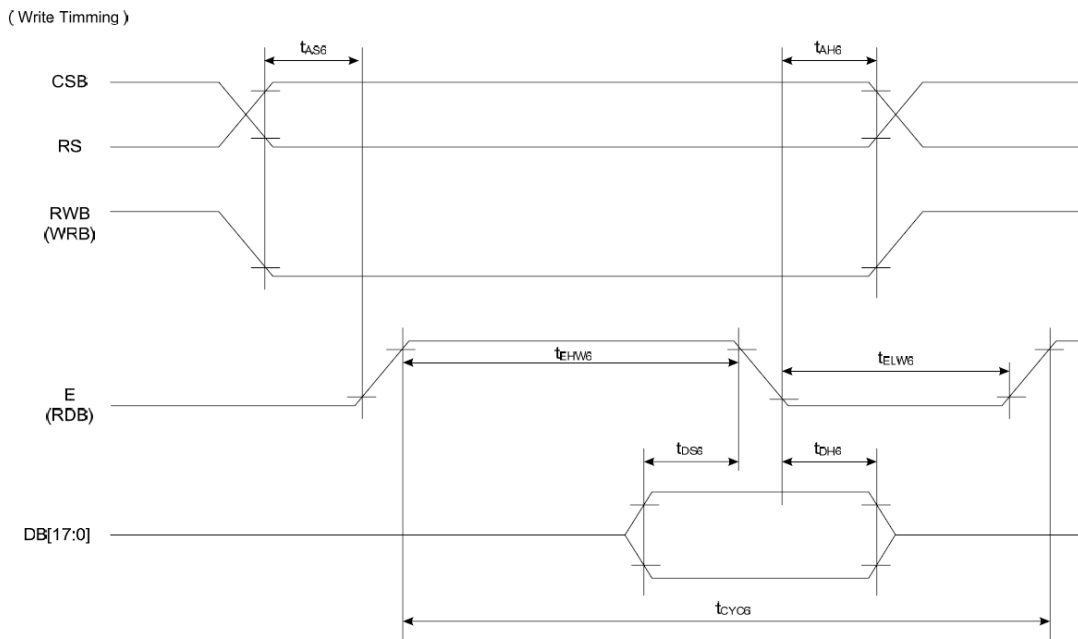 ( Write Timming )
tAS6
tAH6
CSB
RS
RWB
(WRB)
tEHW6
tELW6
E
(RDB)
tDS6
tDH6
DB[17:0]
tCYC6